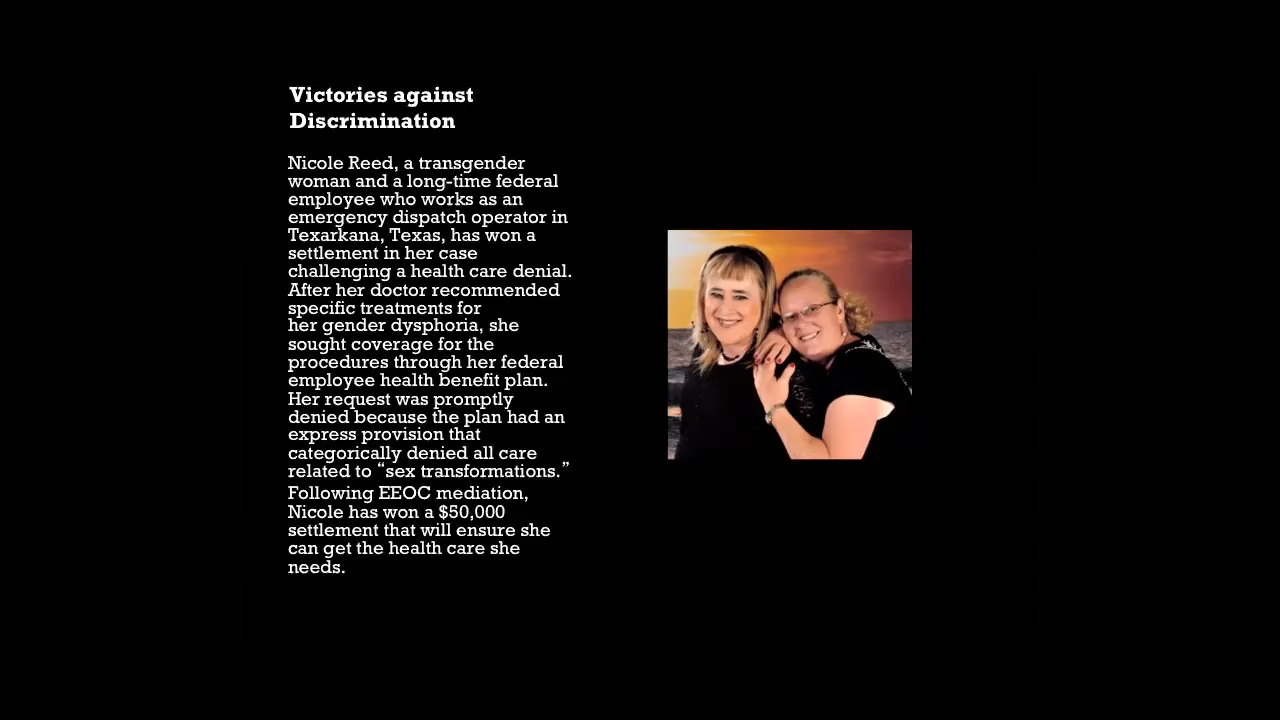 Victories against
Discrimination
Nicole Reed, a transgender
woman and a long-time federal
employee who works as an
emergency dispatch operator in
Texarkana, Texas, has won a
settlement in her case
challenging a health care denial.
After her doctor recommended
specific treatments for
her gender dysphoria, she
sought coverage for the
procedures through her federal
employee health benefit plan.
Her request was promptly
denied because the plan had an
express provision that
categorically denied all care
related to “sex transformations.”
Following EEOC mediation,
Nicole has won a $50,000
settlement that will ensure she
can get the health care she
needs.